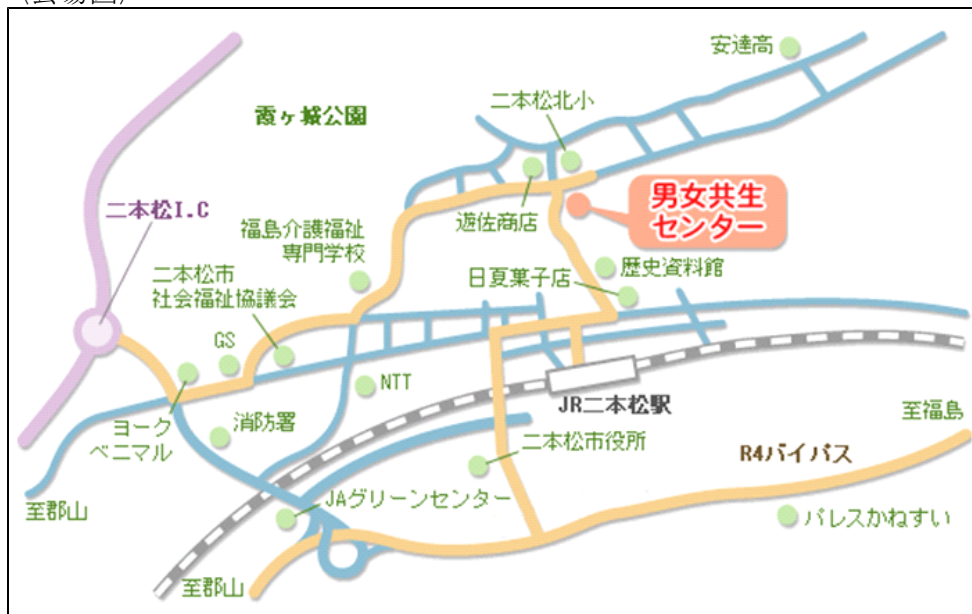 安達高
二本松北小
霞ヶ城公園
男女共生
センター
二本松I.C
遊佐商店
福島介護福祉
専門学校
歴史資料館
日夏菓子店
二本松市
社会福祉協議会
GS
NTT
JR二本松駅
至福島
ヨーク
ベニマル
消防署
二本松市役所
R4バイパス
JAグリーンセンター
至郡山
パレスかねすい
至郡山